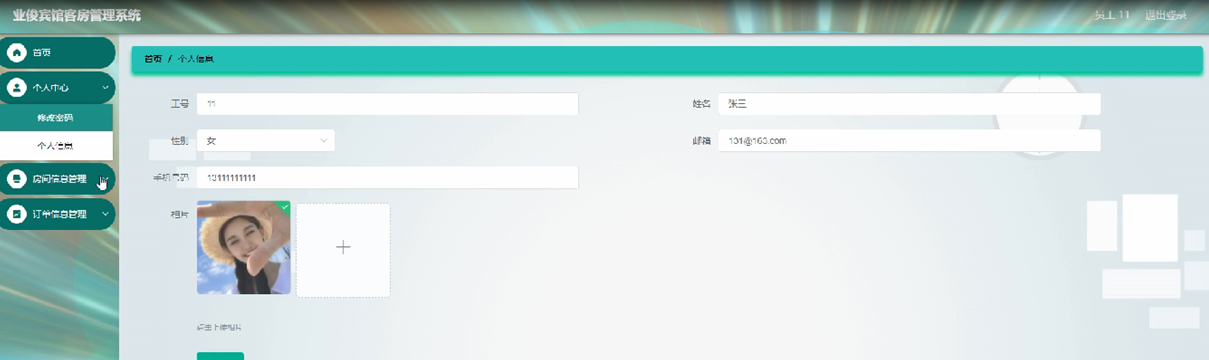 业俊宾馆客房管理系统
员工 11 退出登录
首页
首页 / 个人信息
个人中心
修改密码
个人信息
房间信息管理
订单信息管理
工号 11
姓名 张三
性别 女
邮箱 131@163.com
手机号码 13111111111
相片
点击上传相片